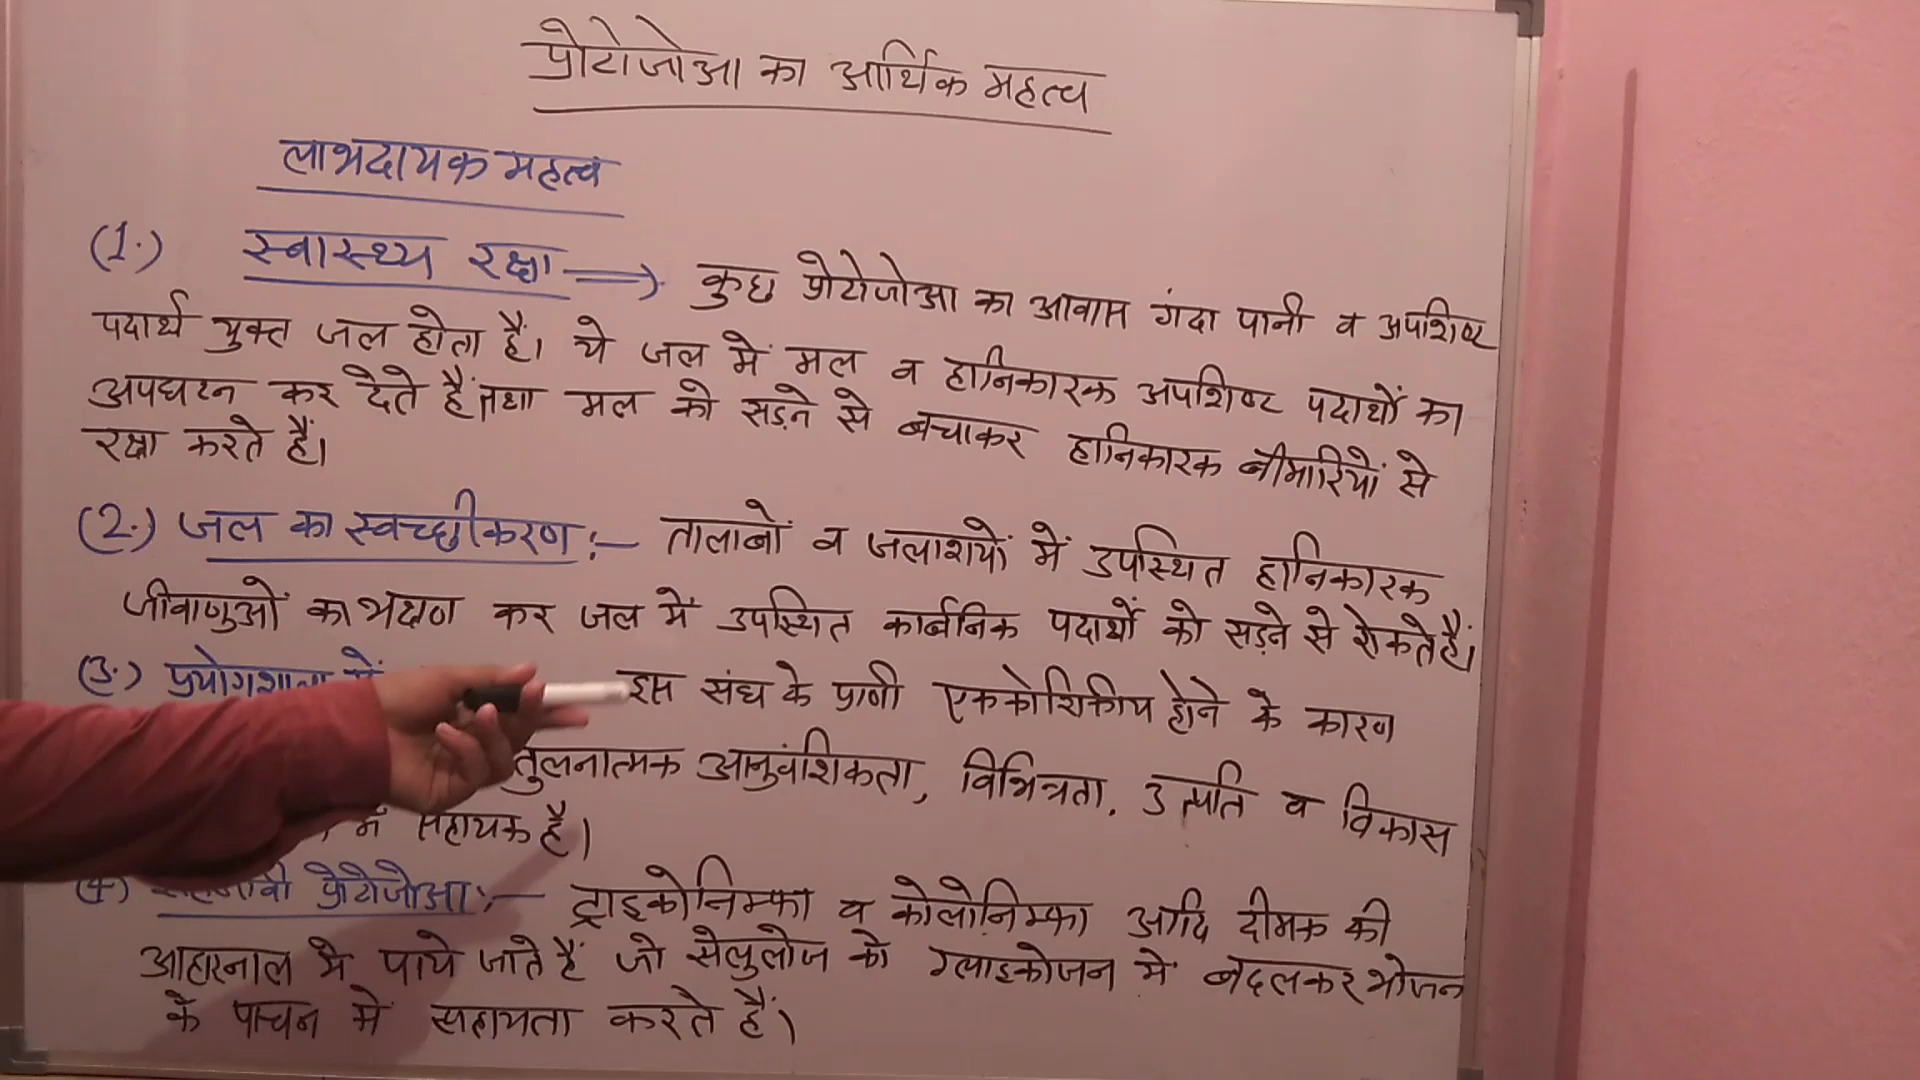 प्रोटोजोआ का आर्थिक महत्व
लाभदायक महत्व
(1.) स्वास्थ्य रक्षा → कुछ प्रोटोजोआ का आवास गंदा पानी व अपशिष्ट
पदार्थ युक्त जल होता है। ये जल में मल व हानिकारक अपशिष्ट पदार्थों का
अपघटन कर देते हैं तथा मल को सड़ने से बचाकर हानिकारक बीमारियों से
रक्षा करते हैं।
(2.) जल का स्वच्छीकरण :- तालाबों व जलाशयों में उपस्थित हानिकारक
जीवाणुओं का भक्षण कर जल में उपस्थित कार्बनिक पदार्थों को सड़ने से रोकते हैं।
(3.) प्रयोगशाला में इस संघ के प्राणी एककोशिकीय होने के कारण
तुलनात्मक आनुवंशिकता, विभिन्नता, उत्पति व विकास
में सहायक है।
(4) सहजीवी प्रोटोजोआ :- ट्राइकोनिम्फा व कोलोनिम्फा आदि दीमक की
आहारनाल मे पाये जाते हैं जो सेलुलोज को ग्लाइकोजन में बदलकर भोजन
के पाचन में सहायता करते हैं।